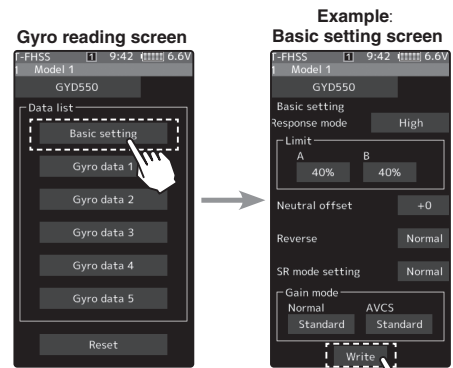 Gyro reading screen
T-FHSS 1 9:42 6.6V
1 Model 1
GYD550
Data list
Basic setting
Gyro data 1
Gyro data 2
Gyro data 3
Gyro data 4
Gyro data 5
Reset
Example:
Basic setting screen
T-FHSS 1 9:42 6.6V
1 Model 1
GYD550
Basic setting
Response mode High
Limit
A B
40% 40%
Neutral offset +0
Reverse Normal
SR mode setting Normal
Gain mode
Normal AVCS
Standard Standard
Write